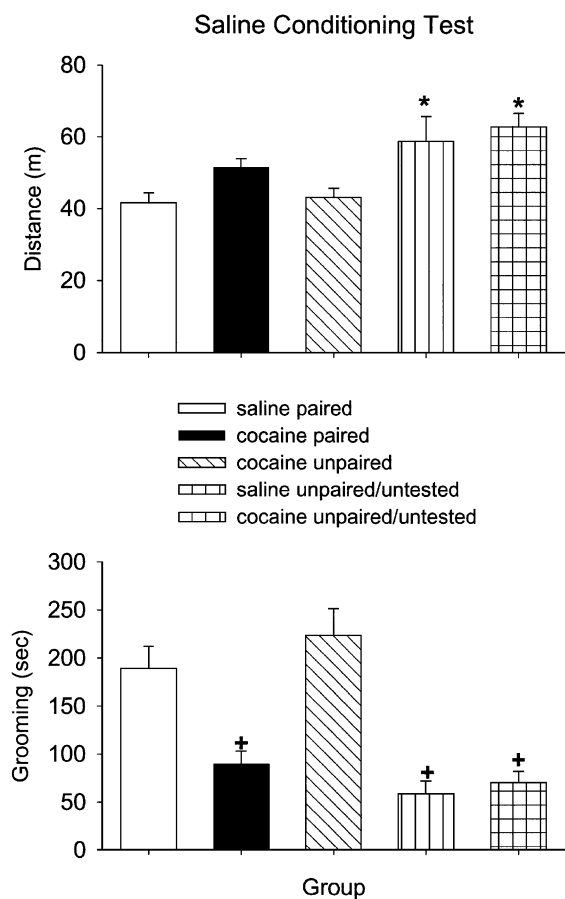 Saline Conditioning Test
80
60
40
20
0
Distance (m)
*
*
saline paired
cocaine paired
cocaine unpaired
saline unpaired/untested
cocaine unpaired/untested
300
250
200
150
100
50
0
Grooming (sec)
+
+
+
Group